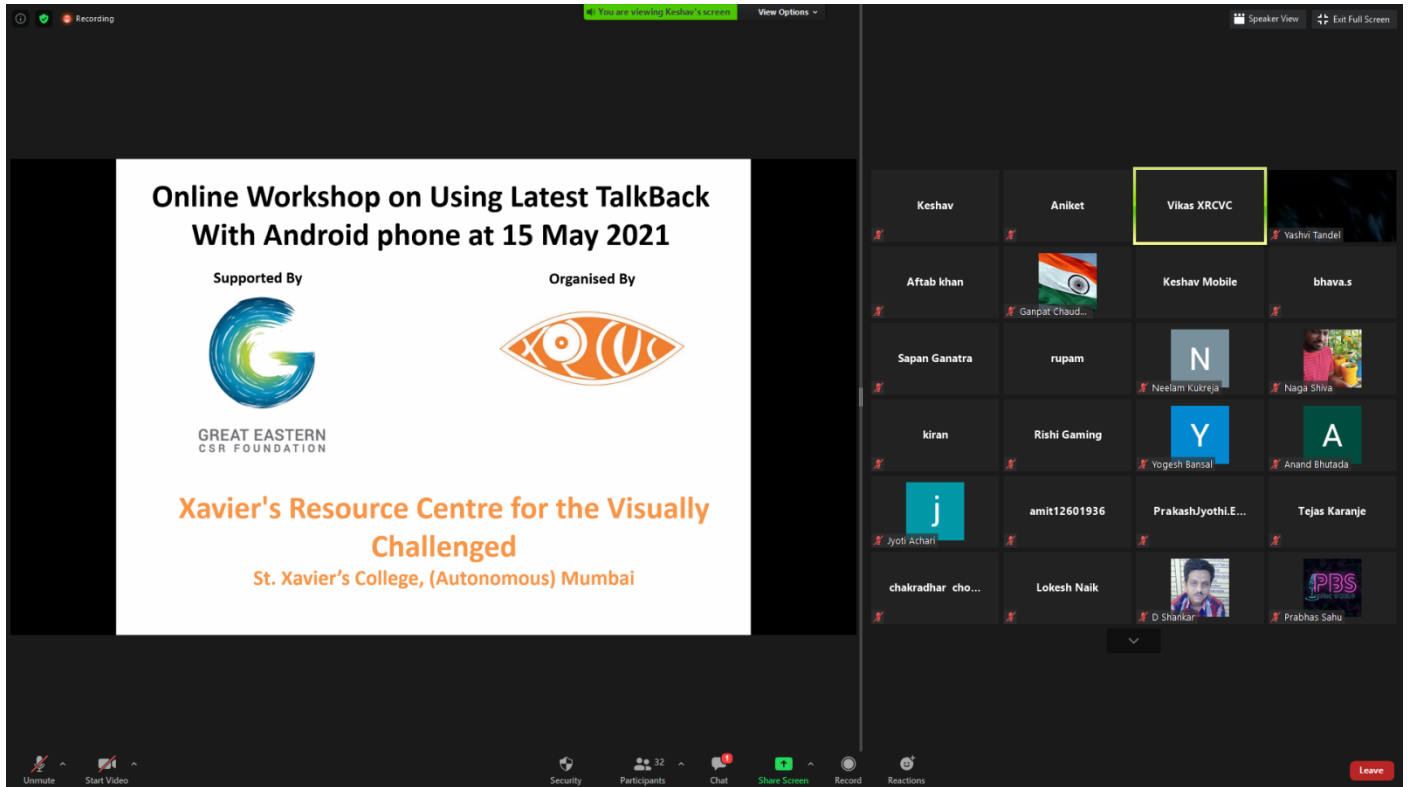 Recording
You are viewing Keshav's screen
View Options
Speaker View
Exit Full Screen
Online Workshop on Using Latest TalkBack
With Android phone at 15 May 2021
Supported By
Organised By
XRCVC
GREAT EASTERN
CSR FOUNDATION
Xavier's Resource Centre for the Visually
Challenged
St. Xavier's College, (Autonomous) Mumbai
Keshav
Aniket
Vikas XRCVC
Yashvi Tandel
Aftab khan
Ganpat Chaud...
Keshav Mobile
bhava.s
Sapan Ganatra
rupam
N
Neelam Kukreja
Naga Shiva
kiran
Rishi Gaming
Y
Yogesh Bansal
A
Anand Bhutada
j
Jyoti Achari
amit12601936
PrakashJyothi.E...
Tejas Karanje
chakradhar cho...
Lokesh Naik
D Shankar
PBS
Prabhas Sahu
Unmute
Start Video
Security
32
Participants
1
Chat
Share Screen
Record
Reactions
Leave